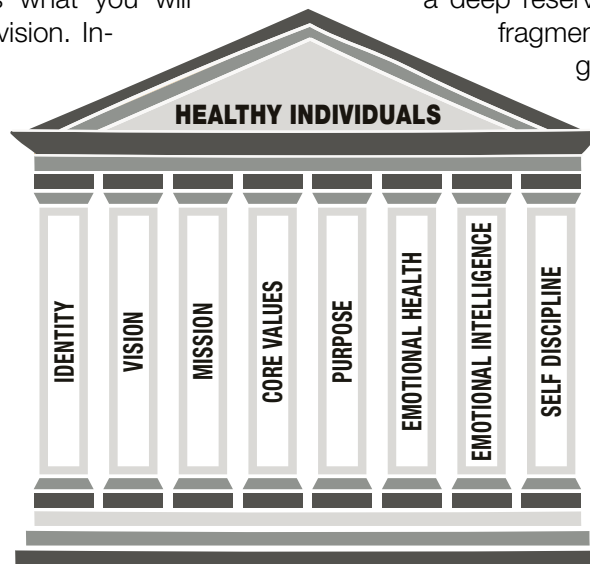 s what you will
vision. In-
a deep reserv
fragmen
g
HEALTHY INDIVIDUALS
IDENTITY
VISION
MISSION
CORE VALUES
PURPOSE
EMOTIONAL HEALTH
EMOTIONAL INTELLIGENCE
SELF DISCIPLINE